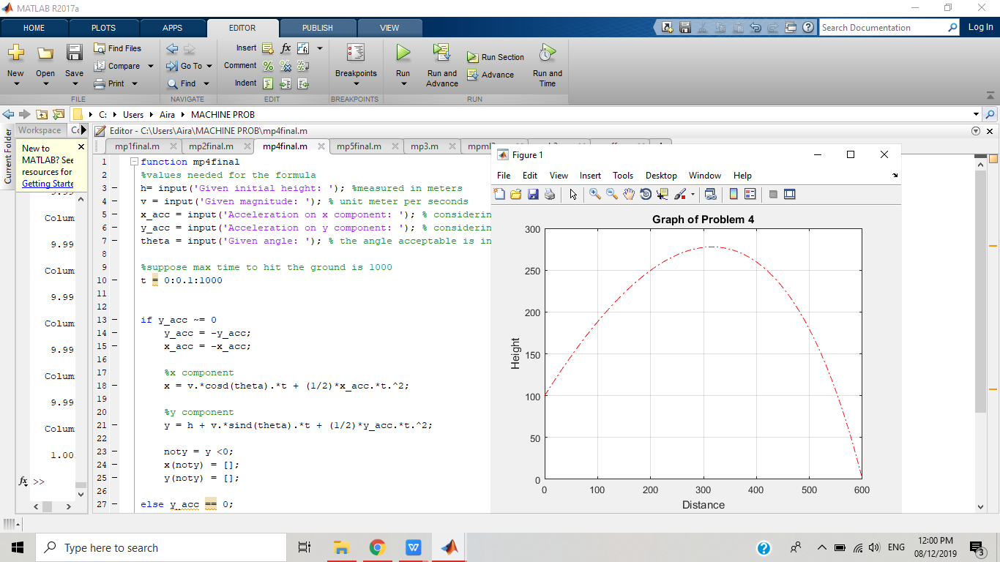 MATLAB R2017a
HOME PLOTS APPS EDITOR PUBLISH VIEW
Search Documentation Log In
New Open Save Find Files Compare Print
Go To Find
Insert fx
Comment
Indent
Breakpoints
Run Run and Advance Run Section Advance Run and Time
FILE NAVIGATE EDIT BREAKPOINTS RUN
C: Users Aira MACHINE PROB
Current Folder
Workspace
New to
MATLAB? See
resources for
Getting Starte
Colum
9.99
Colum
9.99
Colum
9.99
Colum
9.99
Colum
9.99
Colum
1.00
fx >>
Editor - C:\Users\Aira\MACHINE PROB\mp4final.m
mp1final.m mp2final.m mp4final.m mp5final.m mp3.m
1 function mp4final
2 %values needed for the formula
3 h= input('Given initial height: '); %measured in meters
4 v = input('Given magnitude: '); % unit meter per seconds
5 x_acc = input('Acceleration on x component: '); % considerin
6 y_acc = input('Acceleration on y component: '); % considerin
7 theta = input('Given angle: '); % the angle acceptable is in
8
9 %suppose max time to hit the ground is 1000
10 t = 0:0.1:1000
11
12
13 if y_acc ~= 0
14 y_acc = -y_acc;
15 x_acc = -x_acc;
16
17 %x component
18 x = v.*cosd(theta).*t + (1/2)*x_acc.*t.^2;
19
20 %y component
21 y = h + v.*sind(theta).*t + (1/2)*y_acc.*t.^2;
22
23 noty = y <0;
24 x(noty) = [];
25 y(noty) = [];
26
27 else y_acc == 0;
Figure 1
File Edit View Insert Tools Desktop Window Help
Graph of Problem 4
300
250
200
150
100
50
0
Height
0 100 200 300 400 500 600
Distance
Type here to search
W
ENG
12:00 PM
08/12/2019
3